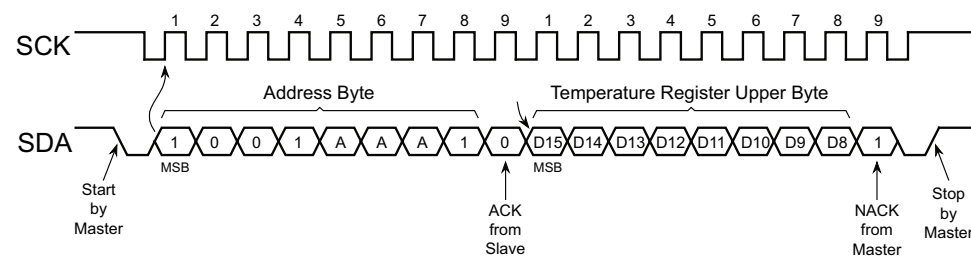 1 2 3 4 5 6 7 8 9 1 2 3 4 5 6 7 8 9
SCK
Address Byte Temperature Register Upper Byte
SDA 1 0 0 1 A A A 1 0 D15 D14 D13 D12 D11 D10 D9 D8 1
MSB MSB
Start
by
Master
ACK
from
Slave
NACK
from
Master
Stop
by
Master